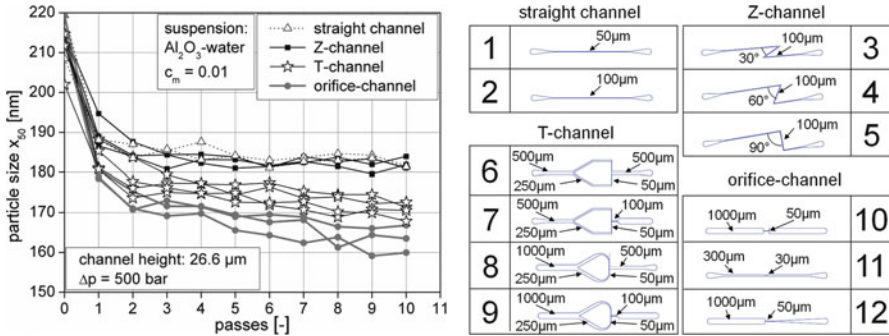 220
210
200
190
180
170
160
150
particle size x50 [nm]
suspension:
Al2O3-water
cm = 0.01
straight channel
Z-channel
T-channel
orifice-channel
channel height: 26.6 µm
Δp = 500 bar
0 1 2 3 4 5 6 7 8 9 10 11
passes [-]
straight channel
1 50µm
2 100µm
T-channel
6 500µm 500µm
250µm 50µm
7 500µm 100µm
250µm 50µm
8 1000µm 500µm
250µm 50µm
9 1000µm 100µm
250µm 50µm
Z-channel
100µm 3
30°
100µm 4
60°
100µm 5
90°
orifice-channel
1000µm 50µm 10
300µm 30µm 11
1000µm 50µm 12